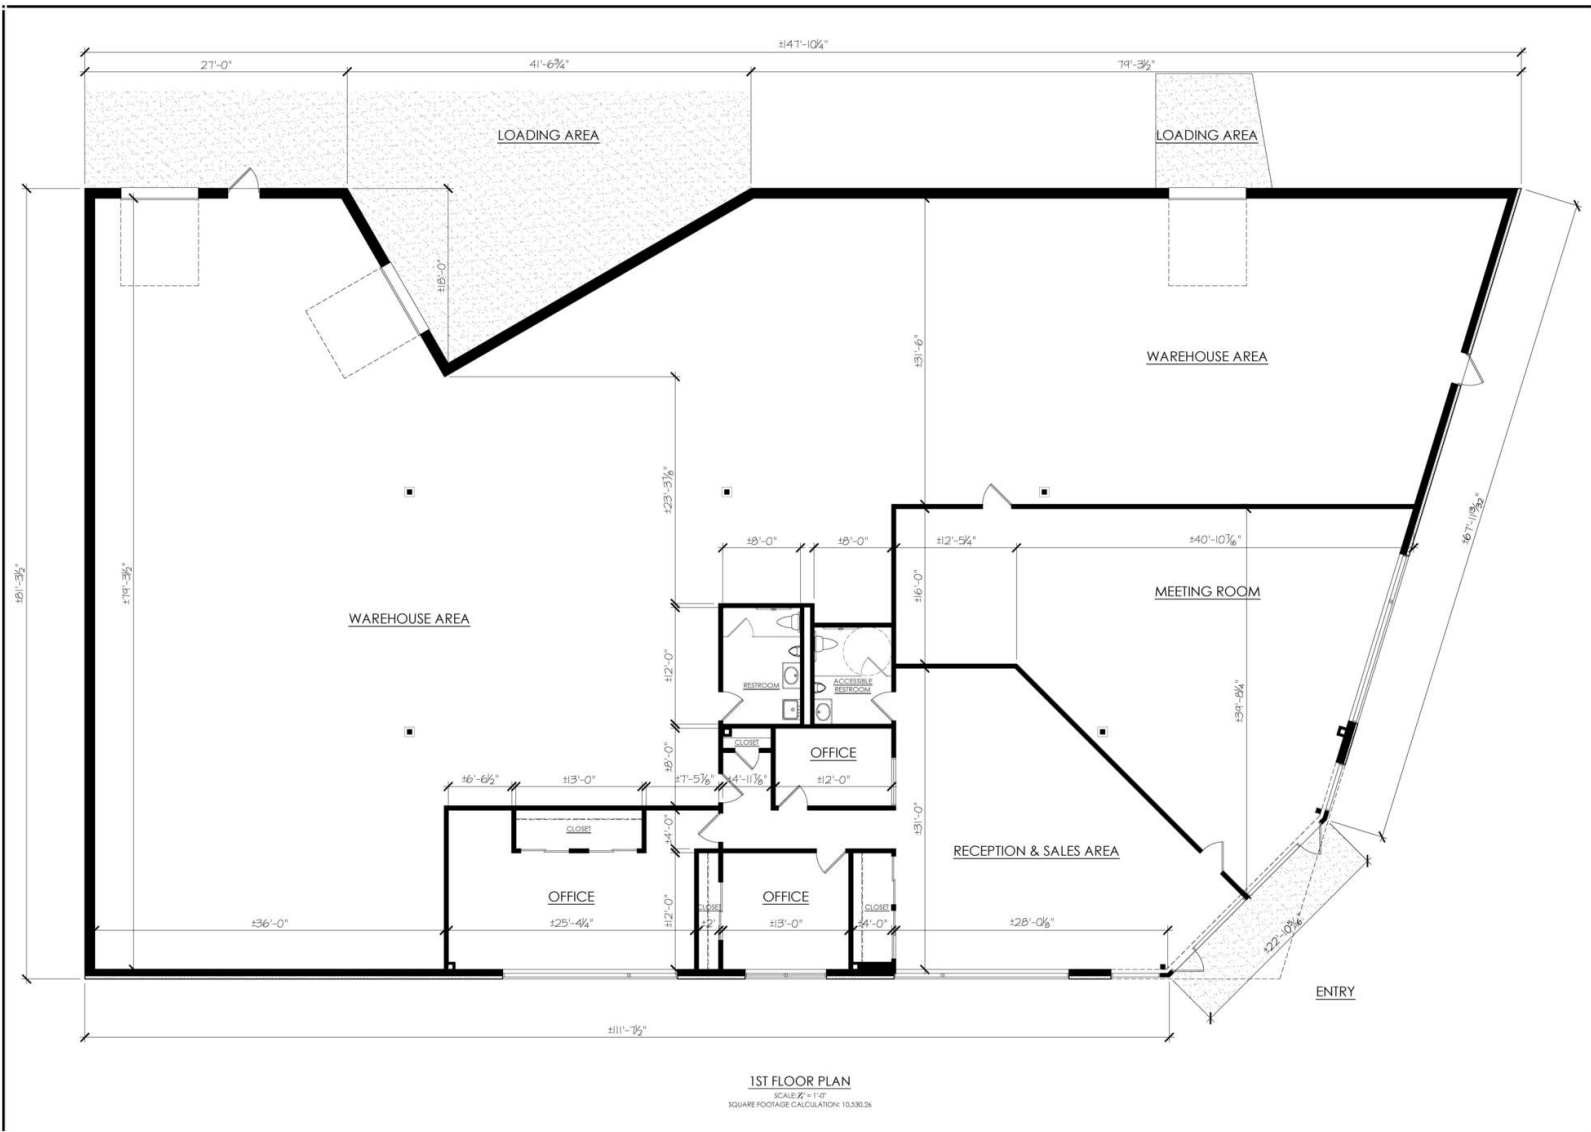 ±147'-10¼"
27'-0"
41'-6¾"
79'-3½"
LOADING AREA
LOADING AREA
±18'-0"
±31'-6"
WAREHOUSE AREA
±23'-3⅞"
±67'-11¹³⁄₃₂"
±8'-0"
±8'-0"
±12'-5¼"
±40'-10⅞"
±81'-3½"
±79'-3½"
±16'-0"
MEETING ROOM
WAREHOUSE AREA
±12'-0"
RESTROOM
ACCESSIBLE
RESTROOM
±39'-8¼"
CLOSET
OFFICE
±8'-0"
±6'-6½"
±13'-0"
±7'-5⅞"
±4'-11⅞"
±12'-0"
CLOSET
±4'-0"
±31'-0"
RECEPTION & SALES AREA
OFFICE
CLOSET
OFFICE
CLOSET
±36'-0"
±25'-4¼"
±12'-0"
±2'
±13'-0"
±4'-0"
±28'-0⅛"
±22'-10⁵⁄₁₆"
ENTRY
±111'-7½"
1ST FLOOR PLAN
SQUARE FOOTAGE CALCULATION: 10,530.26